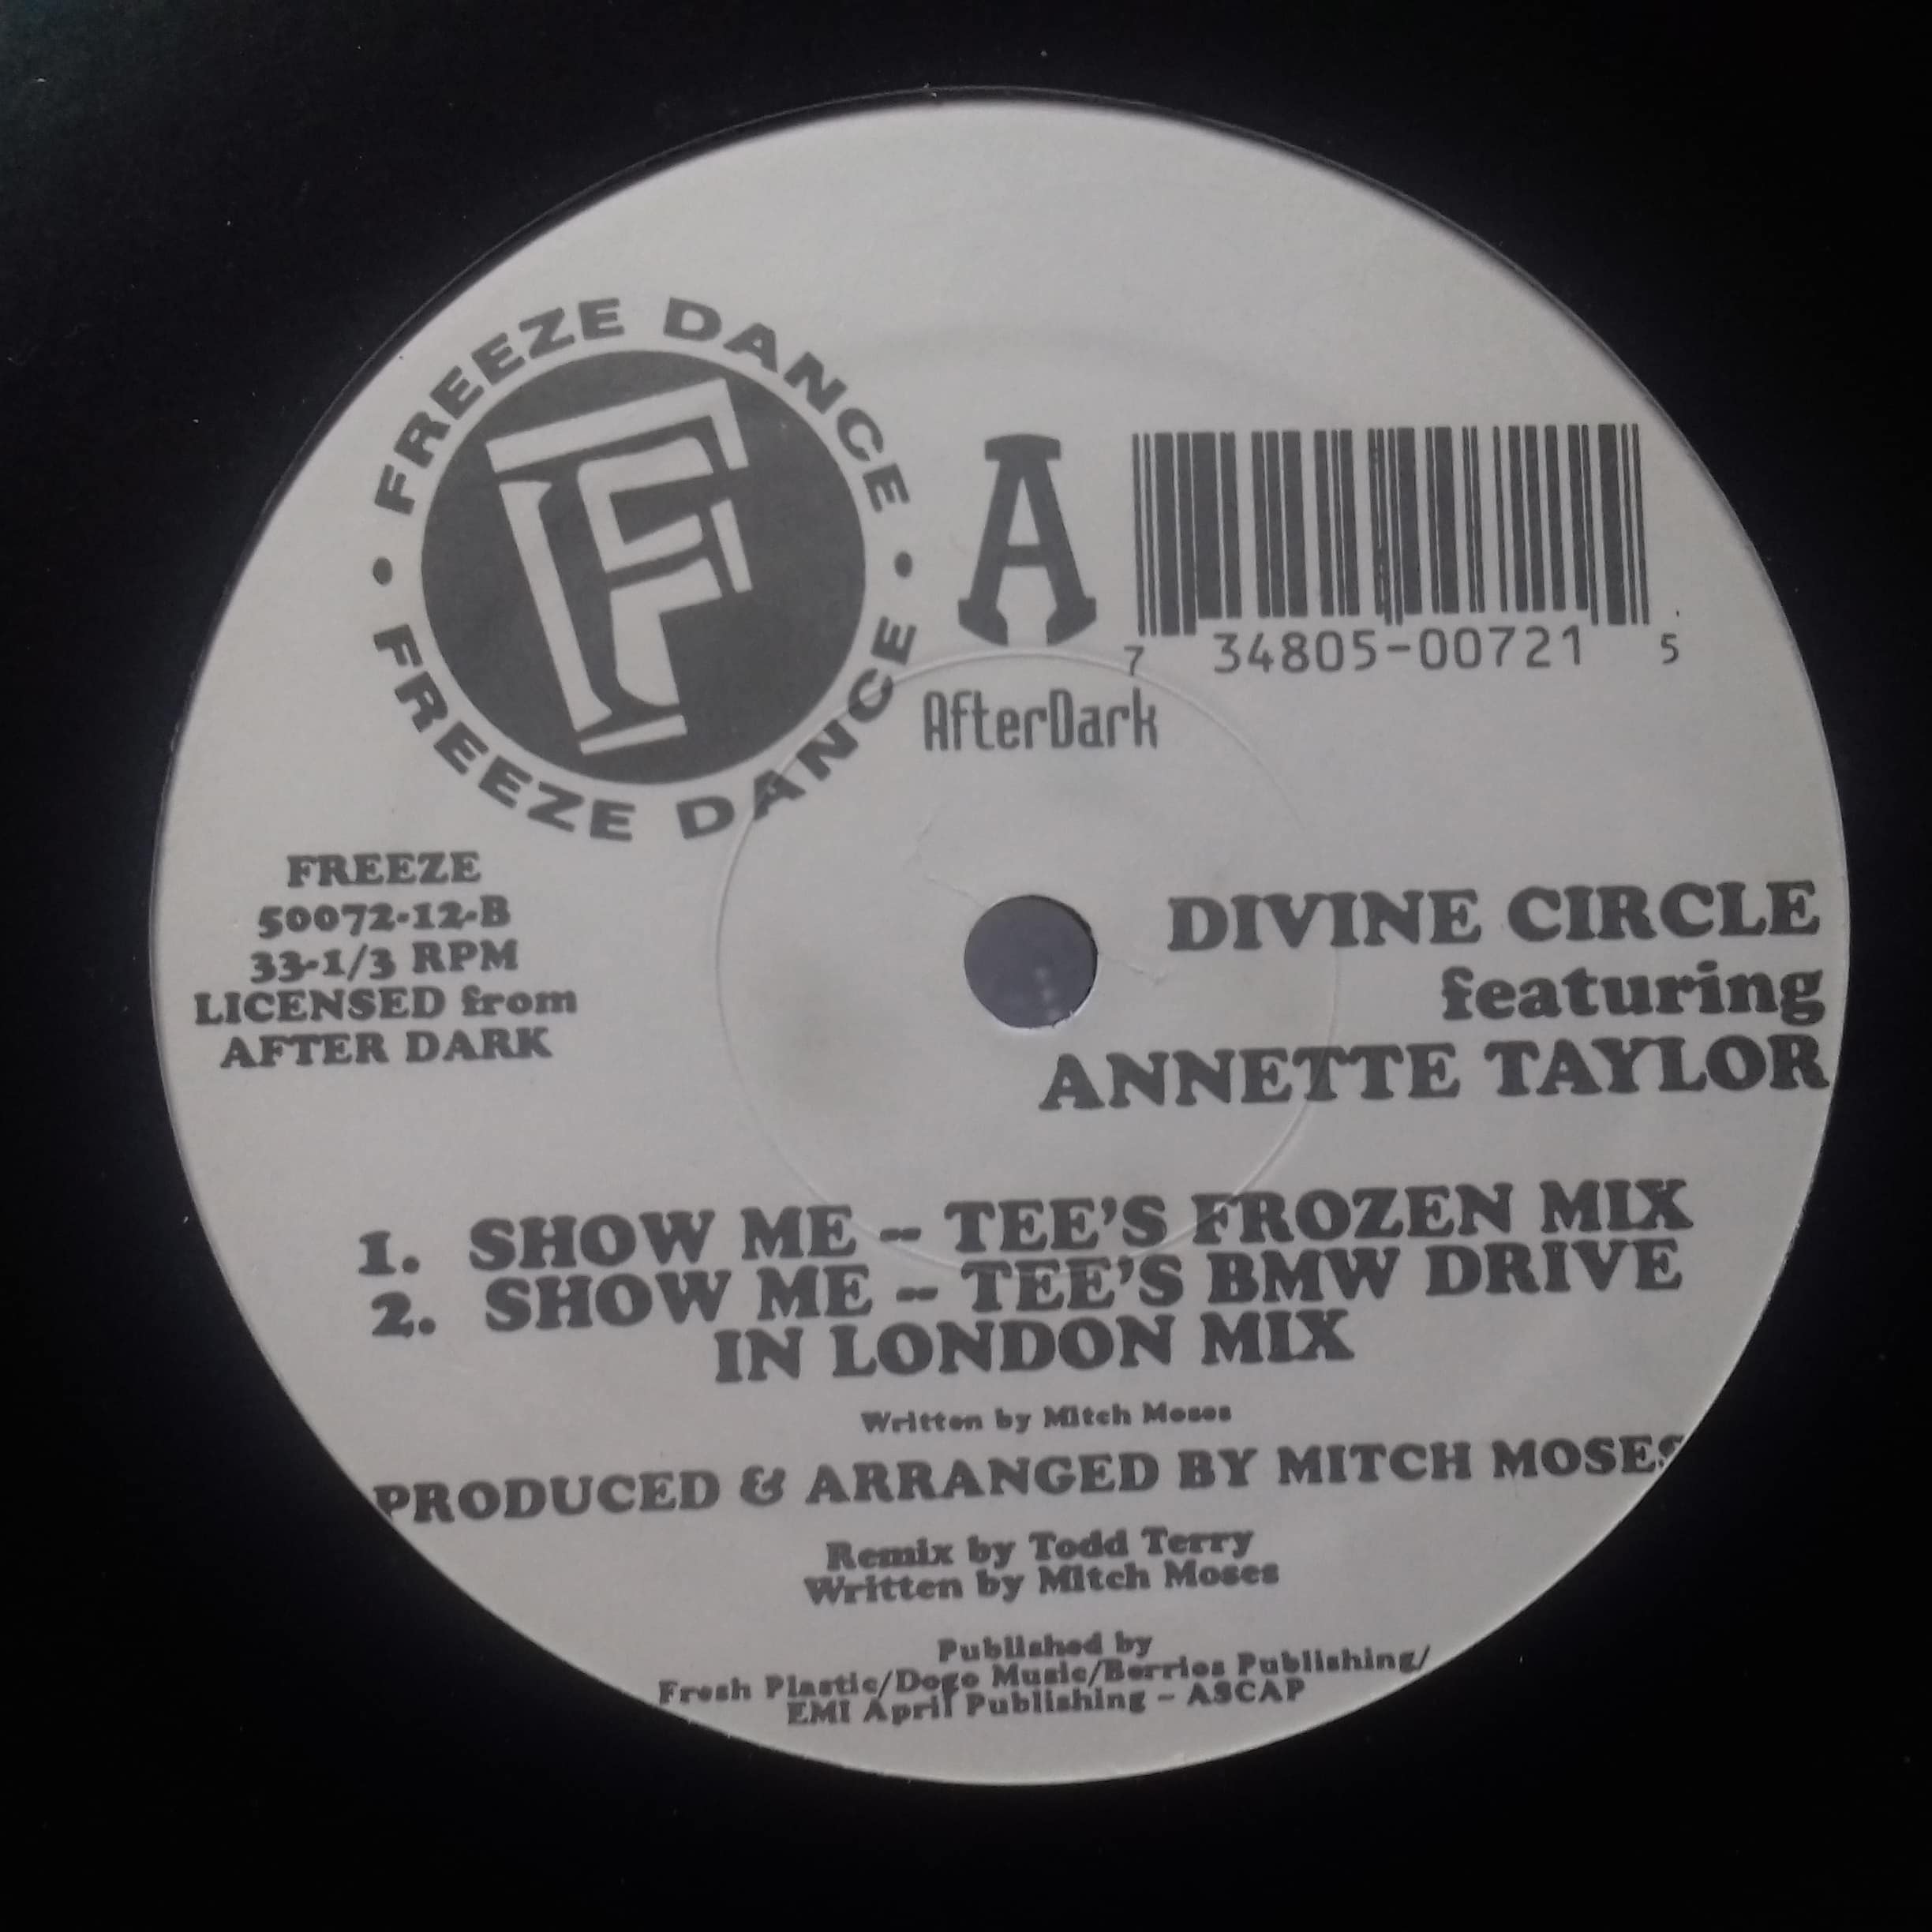 FREEZE DANCE • FREEZE DANCE •
F
A
7 34805-00721 5
AfterDark
FREEZE
50072-12-B
33-1/3 RPM
LICENSED from
AFTER DARK
DIVINE CIRCLE
featuring
ANNETTE TAYLOR
1. SHOW ME -- TEE'S FROZEN MIX
2. SHOW ME -- TEE'S BMW DRIVE
IN LONDON MIX
Written by Mitch Moses
PRODUCED & ARRANGED BY MITCH MOSES
Remix by Todd Terry
Written by Mitch Moses
Published by
Fresh Plastic/Dogo Music/Berrios Publishing/
EMI April Publishing - ASCAP